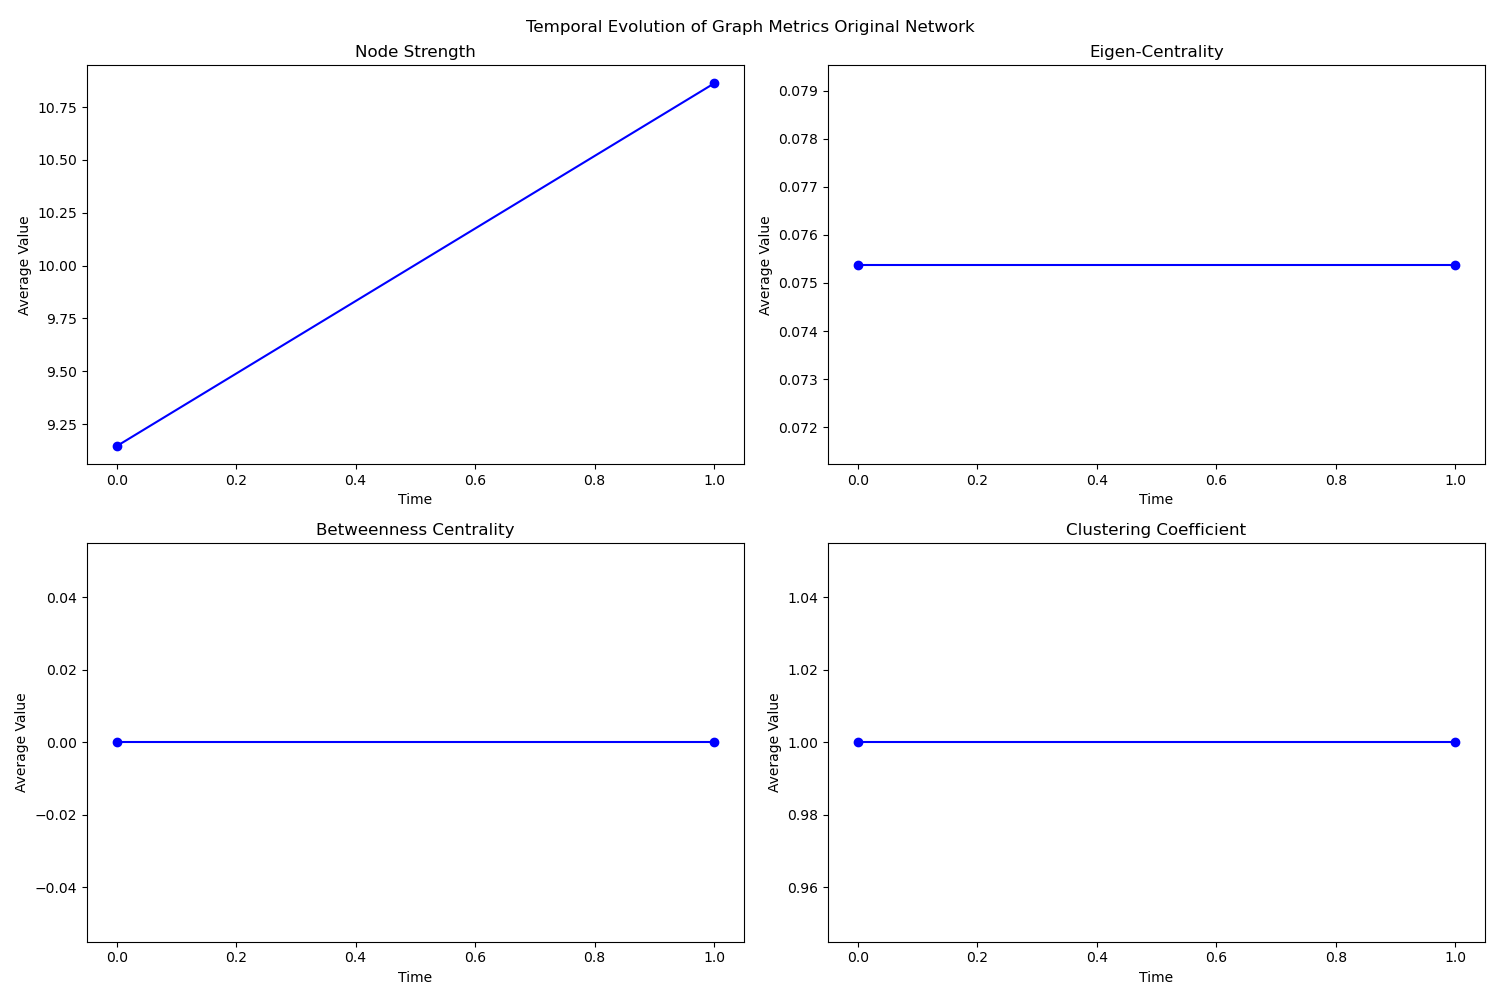 Temporal Evolution of Graph Metrics Original Network
Node Strength
10.75
10.50
10.25
10.00
9.75
9.50
9.25
Average Value
0.0 0.2 0.4 0.6 0.8 1.0
Time
Eigen-Centrality
0.079
0.078
0.077
0.076
0.075
0.074
0.073
0.072
Average Value
0.0 0.2 0.4 0.6 0.8 1.0
Time
Betweenness Centrality
0.04
0.02
0.00
−0.02
−0.04
Average Value
0.0 0.2 0.4 0.6 0.8 1.0
Time
Clustering Coefficient
1.04
1.02
1.00
0.98
0.96
Average Value
0.0 0.2 0.4 0.6 0.8 1.0
Time